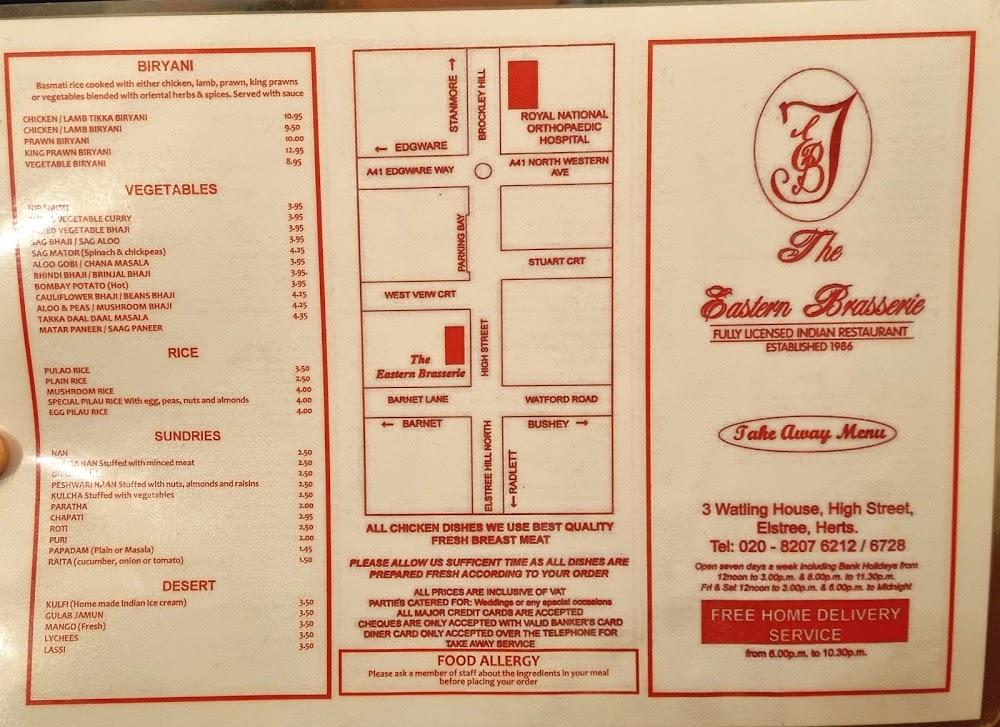 BIRYANI
Basmati rice cooked with either chicken, lamb, prawn, king prawns
or vegetables blended with oriental herbs & spices. Served with sauce
CHICKEN / LAMB TIKKA BIRYANI 10.95
CHICKEN / LAMB BIRYANI 9.50
PRAWN BIRYANI 10.00
KING PRAWN BIRYANI 12.95
VEGETABLE BIRYANI 8.95
VEGETABLES
3.95
VEGETABLE CURRY 3.95
VEGETABLE BHAJI 3.95
SAG BHAJI / SAG ALOO 3.95
SAG MATOR (Spinach & chickpeas) 4.25
ALOO GOBI / CHANA MASALA 3.95
BHINDI BHAJI / BRINJAL BHAJI 3.95
BOMBAY POTATO (Hot) 3.95
CAULIFLOWER BHAJI / BEANS BHAJI 4.25
ALOO & PEAS / MUSHROOM BHAJI 4.25
TARKA DAAL DAAL MASALA 4.35
MATAR PANEER / SAAG PANEER
RICE
PULAO RICE 3.50
PLAIN RICE 2.50
MUSHROOM RICE 4.00
SPECIAL PILAU RICE With egg, peas, nuts and almonds 4.00
EGG PILAU RICE 4.00
SUNDRIES
NAN 2.50
NAN Stuffed with minced meat 2.50
2.50
PESHWARI NAAN Stuffed with nuts, almonds and raisins 2.50
KULCHA Stuffed with vegetables 2.50
PARATHA 2.00
CHAPATI 2.95
ROTI 2.50
PURI 2.00
PAPADAM (Plain or Masala) 1.45
RAITA (cucumber, onion or tomato) 1.50
DESERT
KULFI (Home made Indian ice cream) 3.50
GULAB JAMUN 3.50
MANGO (Fresh) 3.50
LYCHEES 3.50
LASSI 3.50
STANMORE →
BROCKLEY HILL
ROYAL NATIONAL
ORTHOPAEDIC
HOSPITAL
← EDGWARE
A41 EDGWARE WAY
A41 NORTH WESTERN
AVE
PARKING BAY
STUART CRT
WEST VEIW CRT
HIGH STREET
The
Eastern Brasserie
BARNET LANE
WATFORD ROAD
← BARNET
BUSHEY →
ELSTREE HILL NORTH
← RADLETT
ALL CHICKEN DISHES WE USE BEST QUALITY
FRESH BREAST MEAT
PLEASE ALLOW US SUFFICENT TIME AS ALL DISHES ARE
PREPARED FRESH ACCORDING TO YOUR ORDER
ALL PRICES ARE INCLUSIVE OF VAT
PARTIES CATERED FOR: Weddings or any special occasions
ALL MAJOR CREDIT CARDS ARE ACCEPTED
CHEQUES ARE ONLY ACCEPTED WITH VALID BANKER'S CARD
DINER CARD ONLY ACCEPTED OVER THE TELEPHONE FOR
TAKE AWAY SERVICE
FOOD ALLERGY
Please ask a member of staff about the ingredients in your meal
before placing your order
The
Eastern Brasserie
FULLY LICENSED INDIAN RESTAURANT
ESTABLISHED 1986
Take Away Menu
3 Watling House, High Street,
Elstree, Herts.
Tel: 020 - 8207 6212 / 6728
Open seven days a week including Bank Holidays from
12noon to 3.00p.m. & 6.00p.m. to 11.30p.m.
Fri & Sat 12noon to 3.00p.m. & 6.00p.m. to Midnight
FREE HOME DELIVERY
SERVICE
from 6.00p.m. to 10.30p.m.